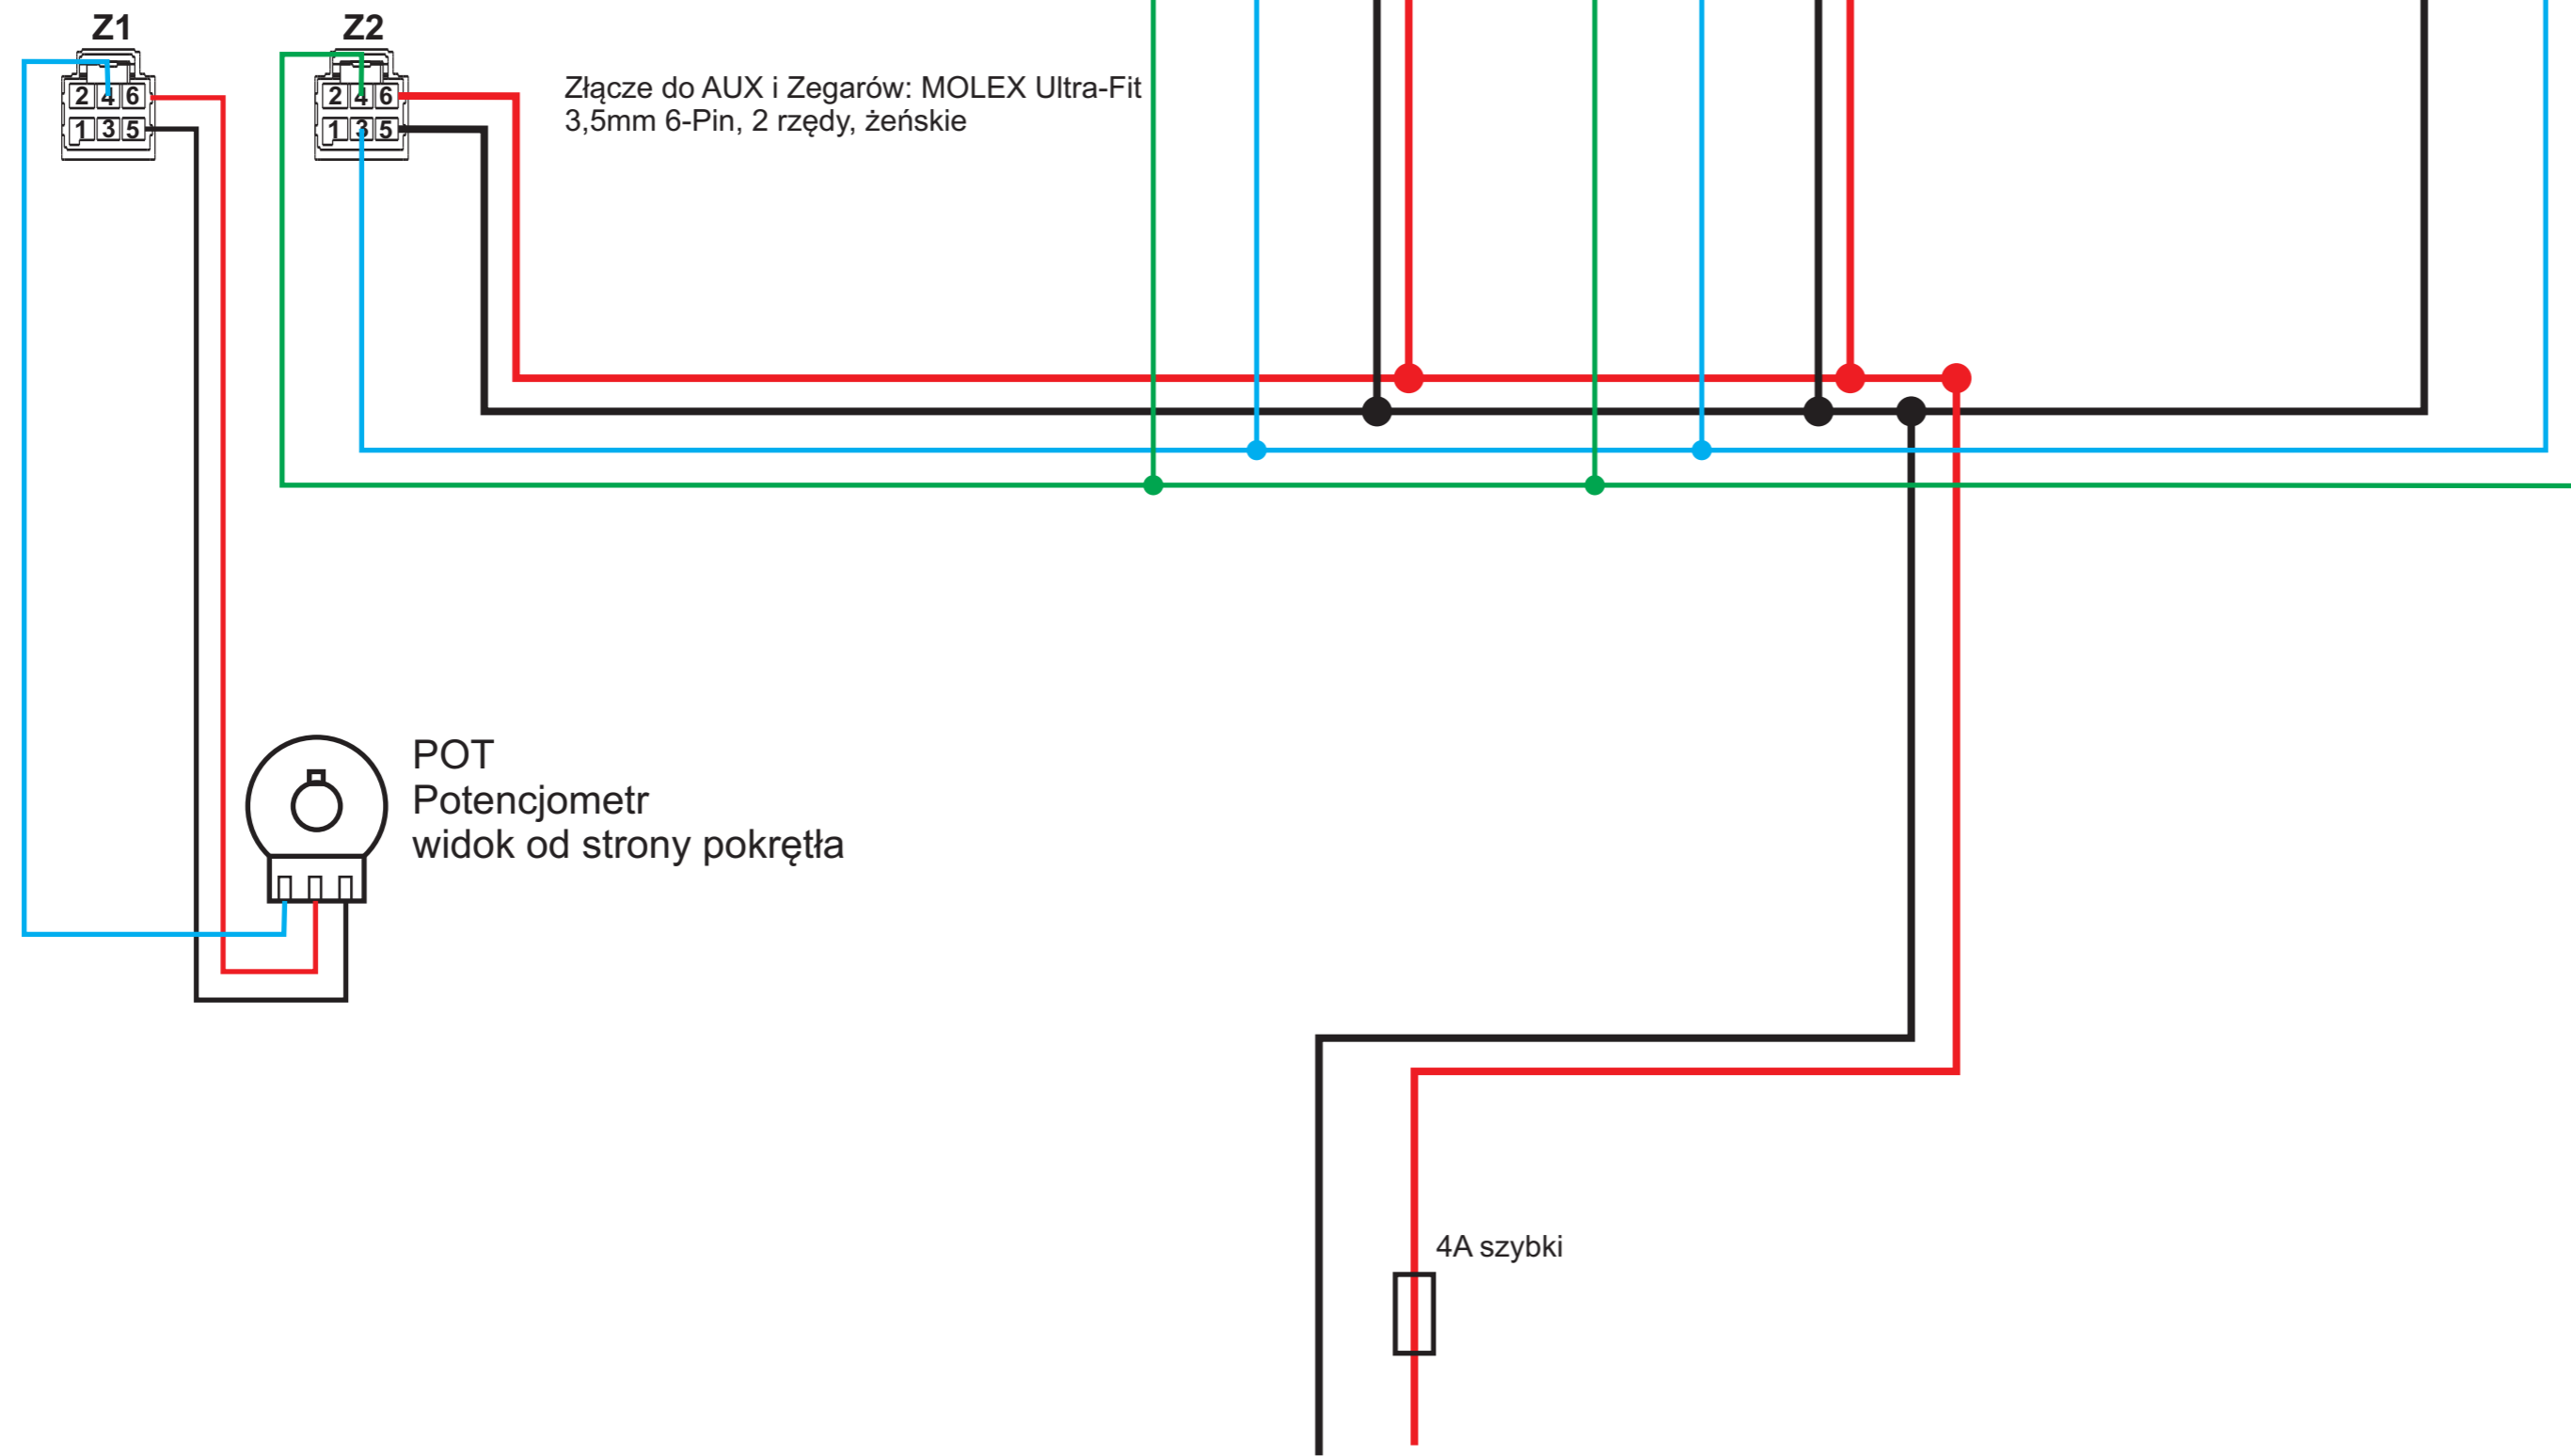 Z1
Z2
2 4 6
1 3 5
2 4 6
1 3 5
Złącze do AUX i Zegarów: MOLEX Ultra-Fit
3,5mm 6-Pin, 2 rzędy, żeńskie
POT
Potencjometr
widok od strony pokrętła
4A szybki